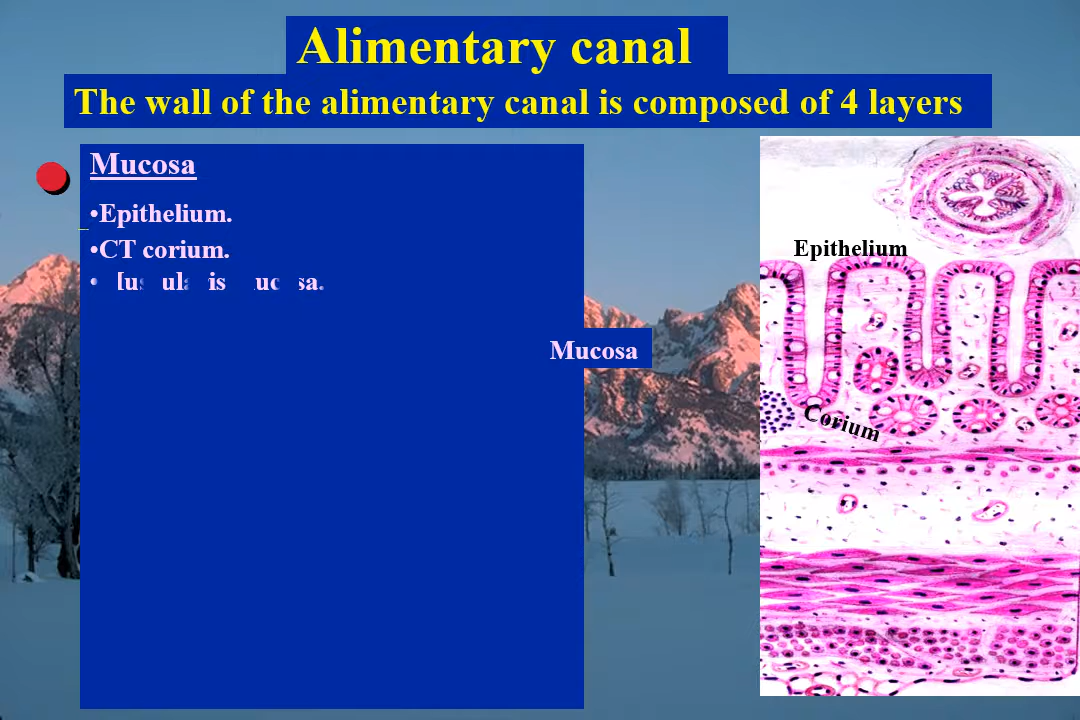 Alimentary canal
The wall of the alimentary canal is composed of 4 layers
Mucosa
•Epithelium.
•CT corium.
Mucosa
Epithelium
Corium